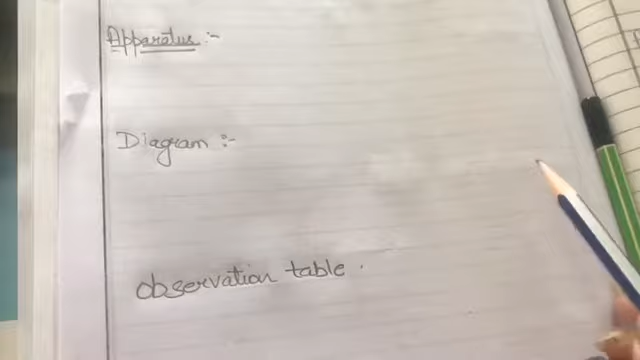 Apparatus :-
Diagram :-
observation table .